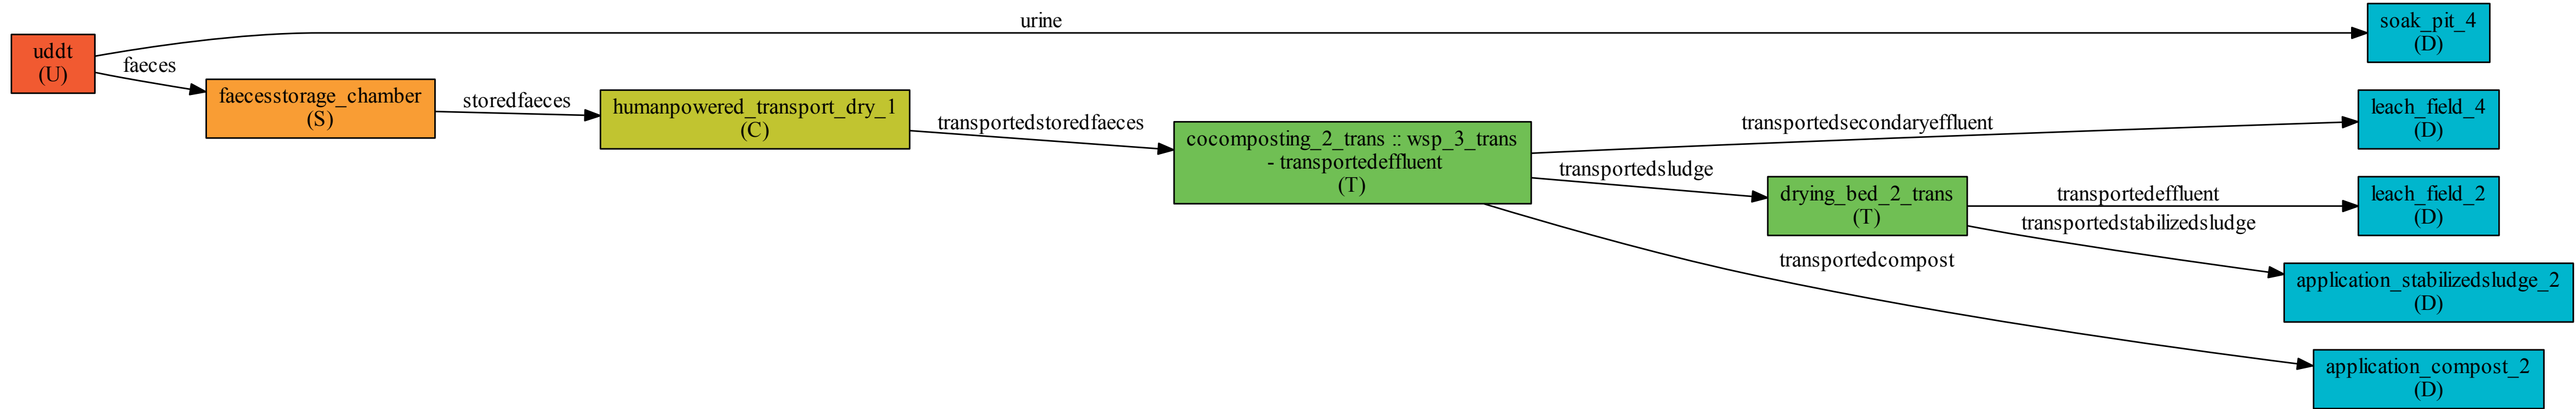 urine
soak_pit_4
(D)
uddt
(U)
faeces
faecesstorage_chamber
(S)
storedfaeces
humanpowered_transport_dry_1
(C)
transportedstoredfaeces
cocomposting_2_trans :: wsp_3_trans
- transportedeffluent
(T)
transportedsecondaryeffluent
leach_field_4
(D)
transportedsludge
drying_bed_2_trans
(T)
transportedeffluent
leach_field_2
(D)
transportedstabilizedsludge
application_stabilizedsludge_2
(D)
transportedcompost
application_compost_2
(D)